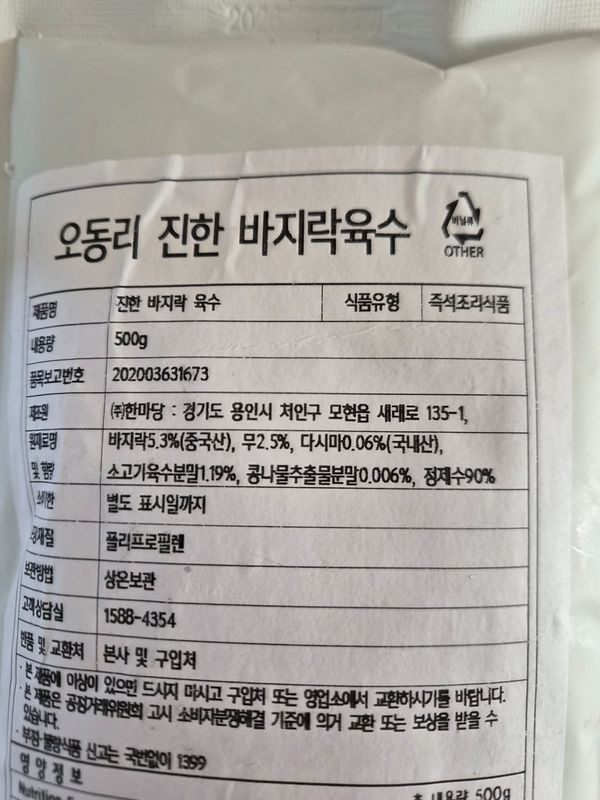 오동리 진한 바지락육수
비닐류
OTHER
제품명 진한 바지락 육수 식품유형 즉석조리식품
내용량 500g
품목보고번호 202003631673
제조원 ㈜한마당 : 경기도 용인시 처인구 모현읍 새래로 135-1,
원재료명 바지락5.3%(중국산), 무2.5%, 다시마0.06%(국내산),
및 함량 소고기육수분말1.19%, 콩나물추출물분말0.006%, 정제수90%
소비기한 별도 표시일까지
포장재질 폴리프로필렌
보관방법 상온보관
고객상담실 1588-4354
반품 및 교환처 본사 및 구입처
· 본 제품에 이상이 있으면 드시지 마시고 구입처 또는 영업소에서 교환하시기를 바랍니다.
· 본 제품은 공정거래위원회 고시 소비자분쟁해결 기준에 의거 교환 또는 보상을 받을 수
있습니다.
· 부정·불량식품 신고는 국번없이 1399
영양정보
Nutrition
내용량 500g